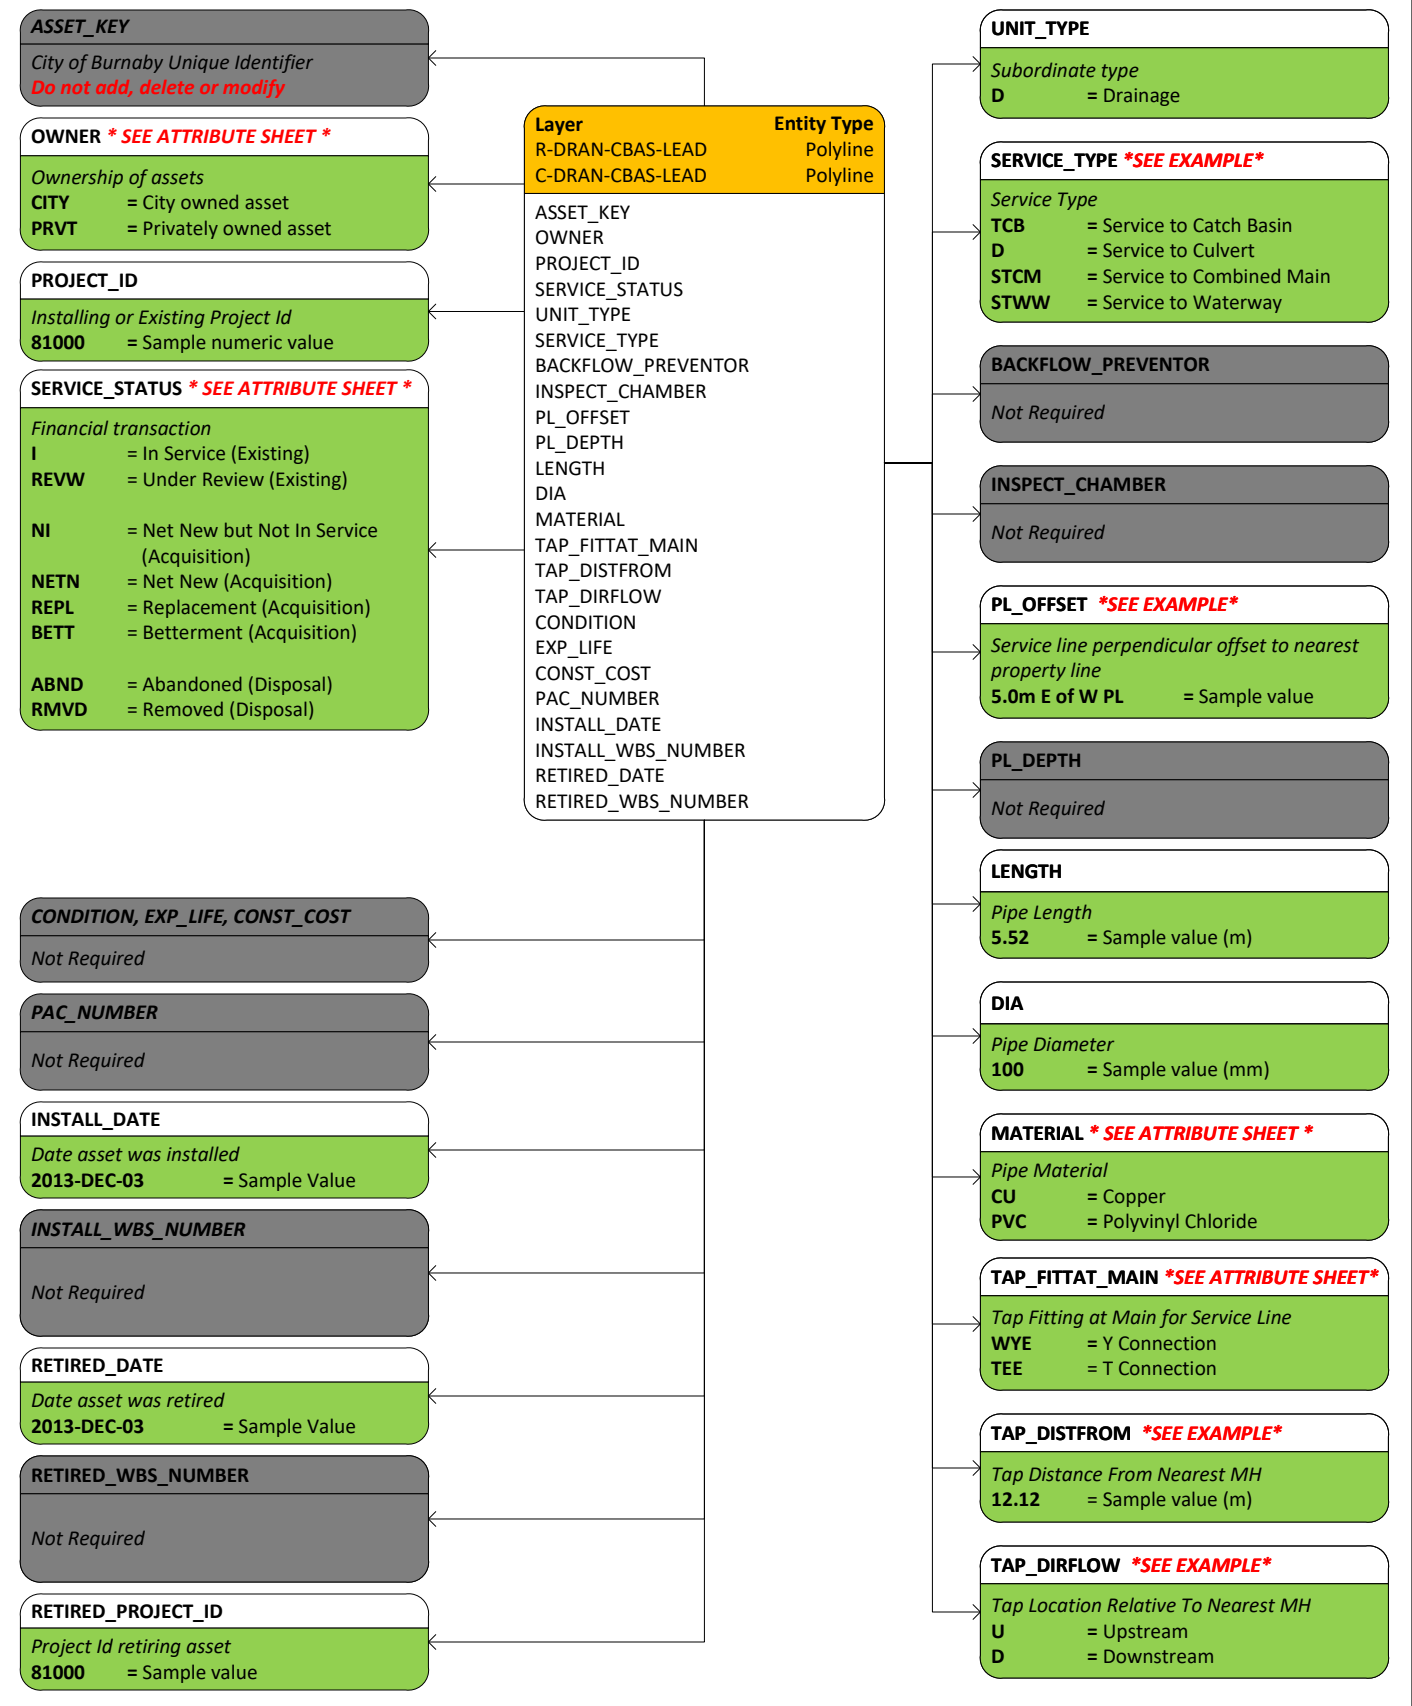 ASSET_KEY
City of Burnaby Unique Identifier
Do not add, delete or modify
OWNER * SEE ATTRIBUTE SHEET *
Ownership of assets
CITY = City owned asset
PRVT = Privately owned asset
PROJECT_ID
Installing or Existing Project Id
81000 = Sample numeric value
SERVICE_STATUS * SEE ATTRIBUTE SHEET *
Financial transaction
I = In Service (Existing)
REVW = Under Review (Existing)
NI = Net New but Not In Service
(Acquisition)
NETN = Net New (Acquisition)
REPL = Replacement (Acquisition)
BETT = Betterment (Acquisition)
ABND = Abandoned (Disposal)
RMVD = Removed (Disposal)
CONDITION, EXP_LIFE, CONST_COST
Not Required
PAC_NUMBER
Not Required
INSTALL_DATE
Date asset was installed
2013-DEC-03 = Sample Value
INSTALL_WBS_NUMBER
Not Required
RETIRED_DATE
Date asset was retired
2013-DEC-03 = Sample Value
RETIRED_WBS_NUMBER
Not Required
RETIRED_PROJECT_ID
Project Id retiring asset
81000 = Sample value
Layer Entity Type
R-DRAN-CBAS-LEAD Polyline
C-DRAN-CBAS-LEAD Polyline
ASSET_KEY
OWNER
PROJECT_ID
SERVICE_STATUS
UNIT_TYPE
SERVICE_TYPE
BACKFLOW_PREVENTOR
INSPECT_CHAMBER
PL_OFFSET
PL_DEPTH
LENGTH
DIA
MATERIAL
TAP_FITTAT_MAIN
TAP_DISTFROM
TAP_DIRFLOW
CONDITION
EXP_LIFE
CONST_COST
PAC_NUMBER
INSTALL_DATE
INSTALL_WBS_NUMBER
RETIRED_DATE
RETIRED_WBS_NUMBER
UNIT_TYPE
Subordinate type
D = Drainage
SERVICE_TYPE *SEE EXAMPLE*
Service Type
TCB = Service to Catch Basin
D = Service to Culvert
STCM = Service to Combined Main
STWW = Service to Waterway
BACKFLOW_PREVENTOR
Not Required
INSPECT_CHAMBER
Not Required
PL_OFFSET *SEE EXAMPLE*
Service line perpendicular offset to nearest
property line
5.0m E of W PL = Sample value
PL_DEPTH
Not Required
LENGTH
Pipe Length
5.52 = Sample value (m)
DIA
Pipe Diameter
100 = Sample value (mm)
MATERIAL * SEE ATTRIBUTE SHEET *
Pipe Material
CU = Copper
PVC = Polyvinyl Chloride
TAP_FITTAT_MAIN *SEE ATTRIBUTE SHEET*
Tap Fitting at Main for Service Line
WYE = Y Connection
TEE = T Connection
TAP_DISTFROM *SEE EXAMPLE*
Tap Distance From Nearest MH
12.12 = Sample value (m)
TAP_DIRFLOW *SEE EXAMPLE*
Tap Location Relative To Nearest MH
U = Upstream
D = Downstream